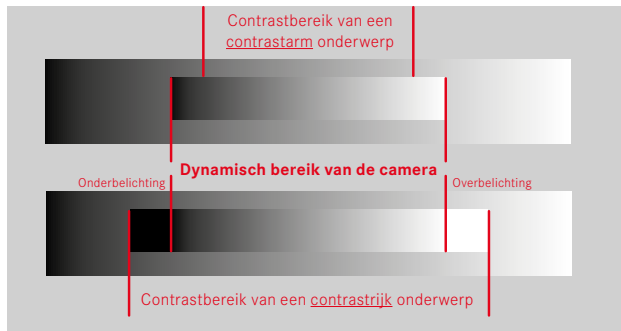 Contrastbereik van een
contrastarm onderwerp
Dynamisch bereik van de camera
Onderbelichting
Overbelichting
Contrastbereik van een contrastrijk onderwerp